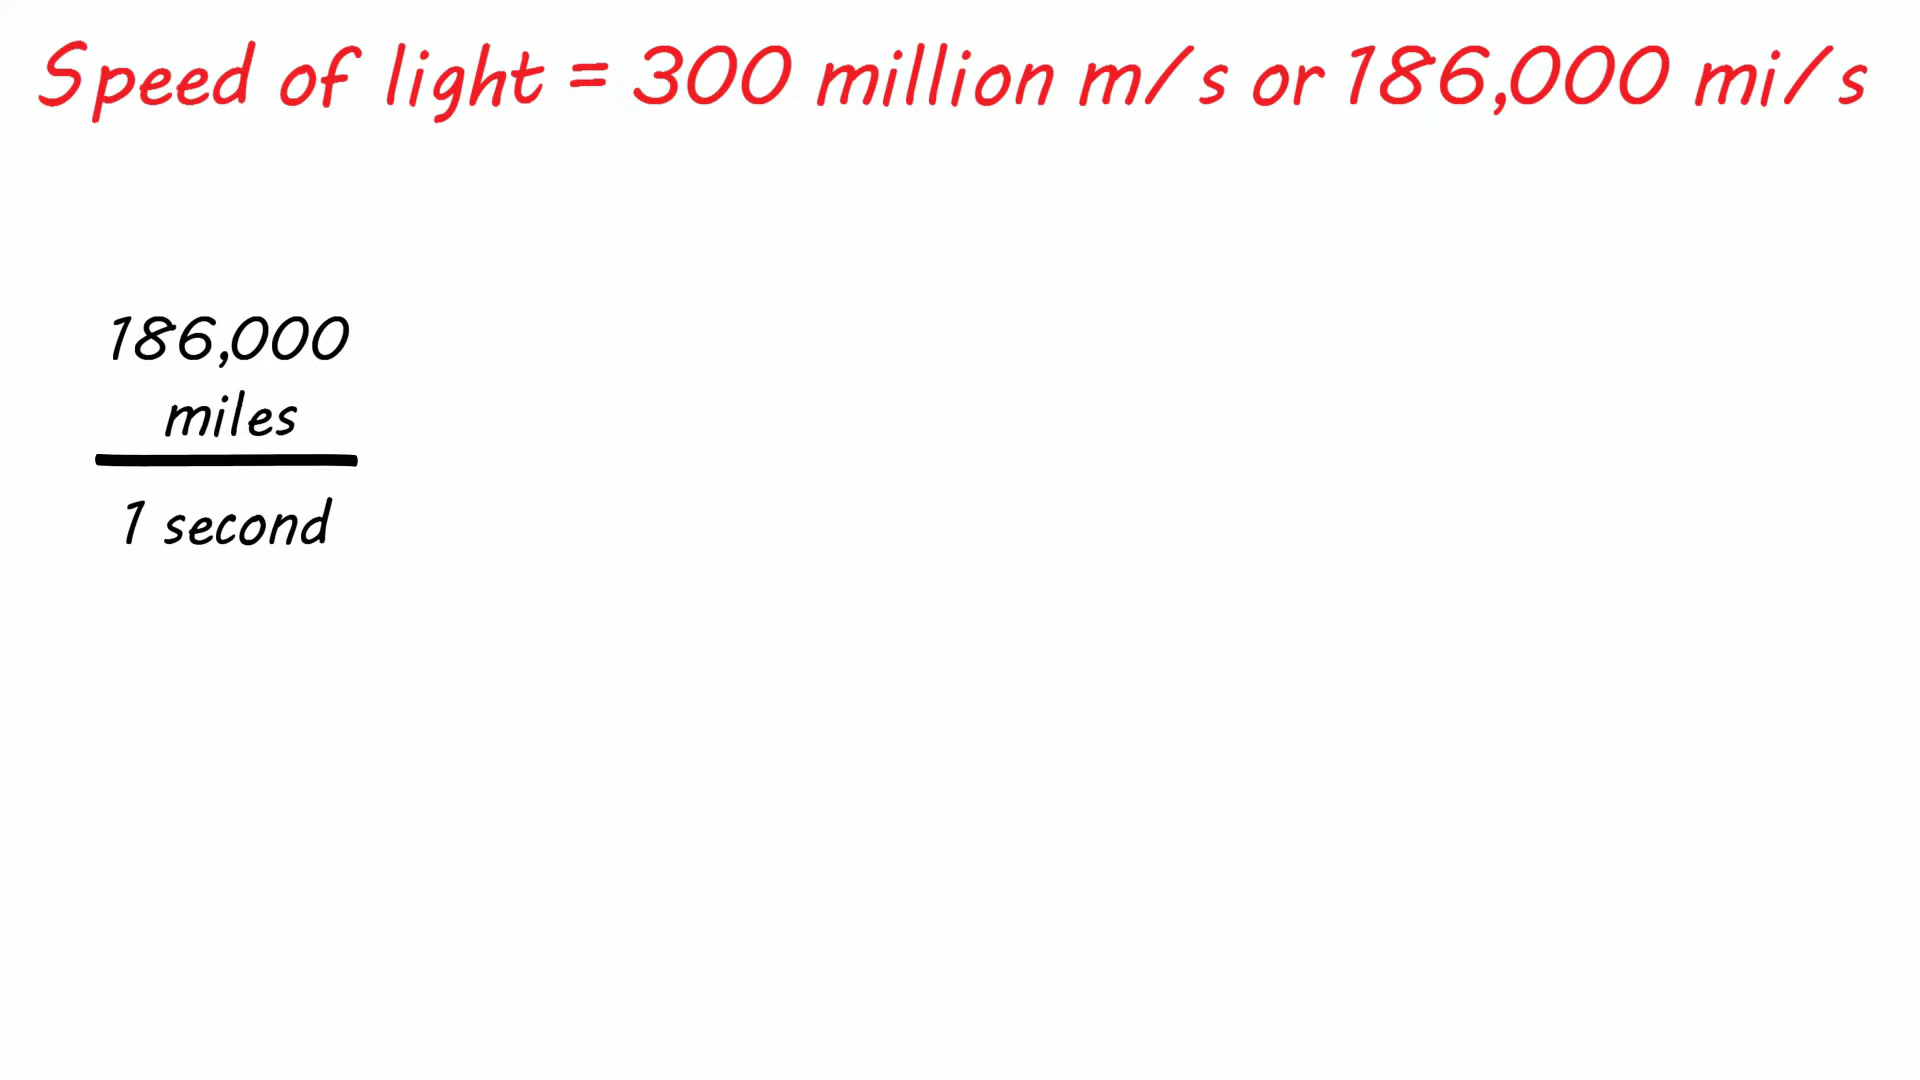 Speed of light = 300 million m/s or 186,000 mi/s
186,000
miles
1 second